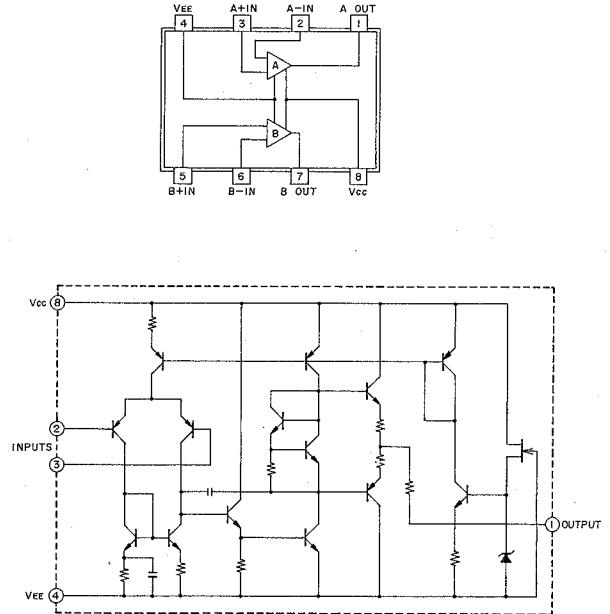 VEE A+IN A−IN A OUT
4 3 2 1
A
B
5 6 7 8
B+IN B−IN B OUT Vcc
Vcc 8
2
INPUTS
3
1 OUTPUT
VEE 4